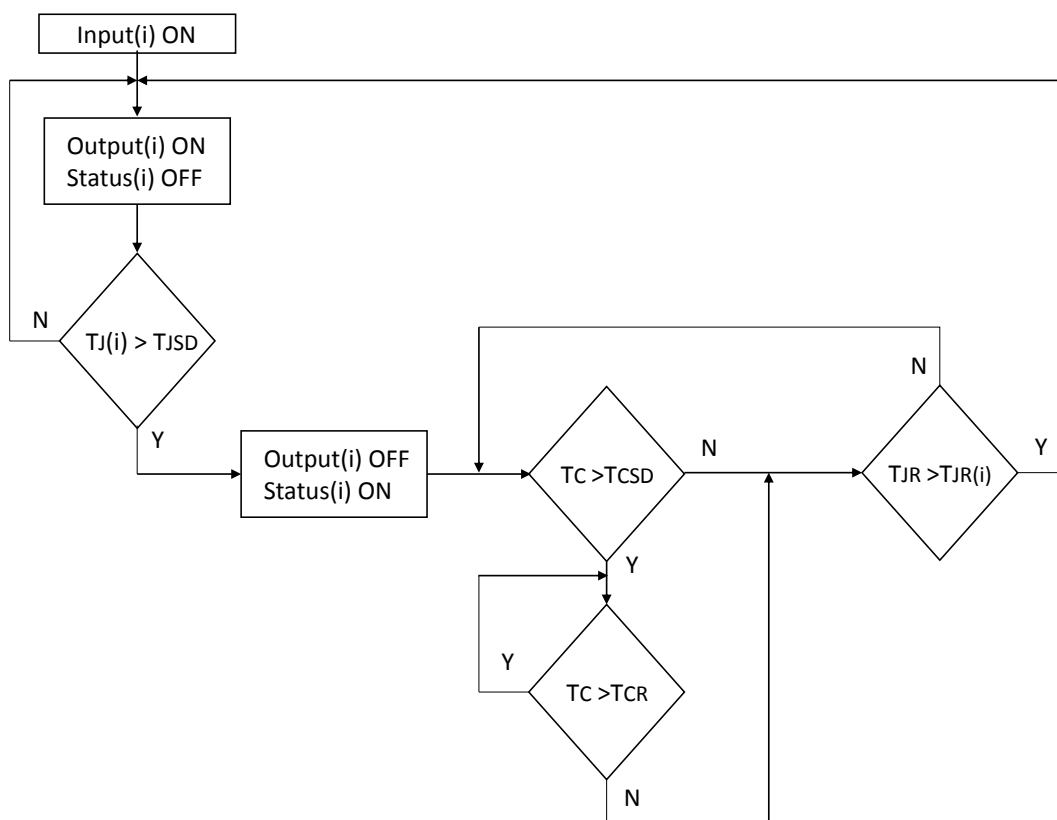 Input(i) ON
Output(i) ON
Status(i) OFF
N
TJ(i) > TJSD
Y
Output(i) OFF
Status(i) ON
TC >TCSD
N
Y
N
TJR >TJR(i)
Y
Y
TC >TCR
N